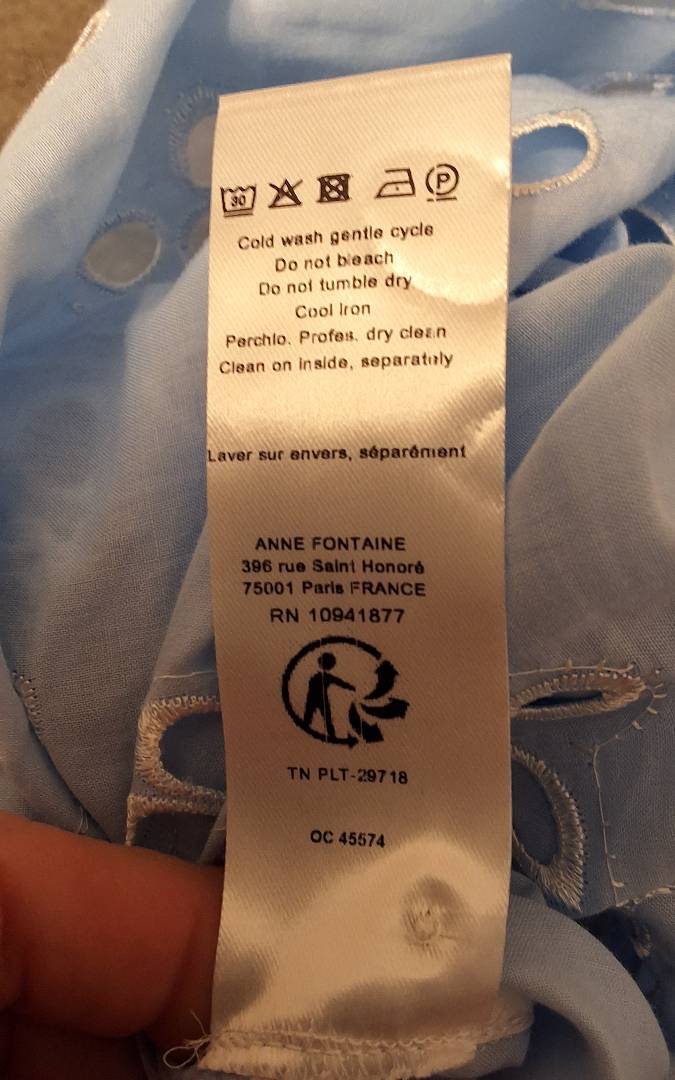 30 P
Cold wash gentle cycle
Do not bleach
Do not tumble dry
Cool iron
Perchlo. Profes. dry clean
Clean on inside, separately
Laver sur envers, séparément
ANNE FONTAINE
396 rue Saint Honoré
75001 Paris FRANCE
RN 10941877
TN PLT-29718
OC 45574